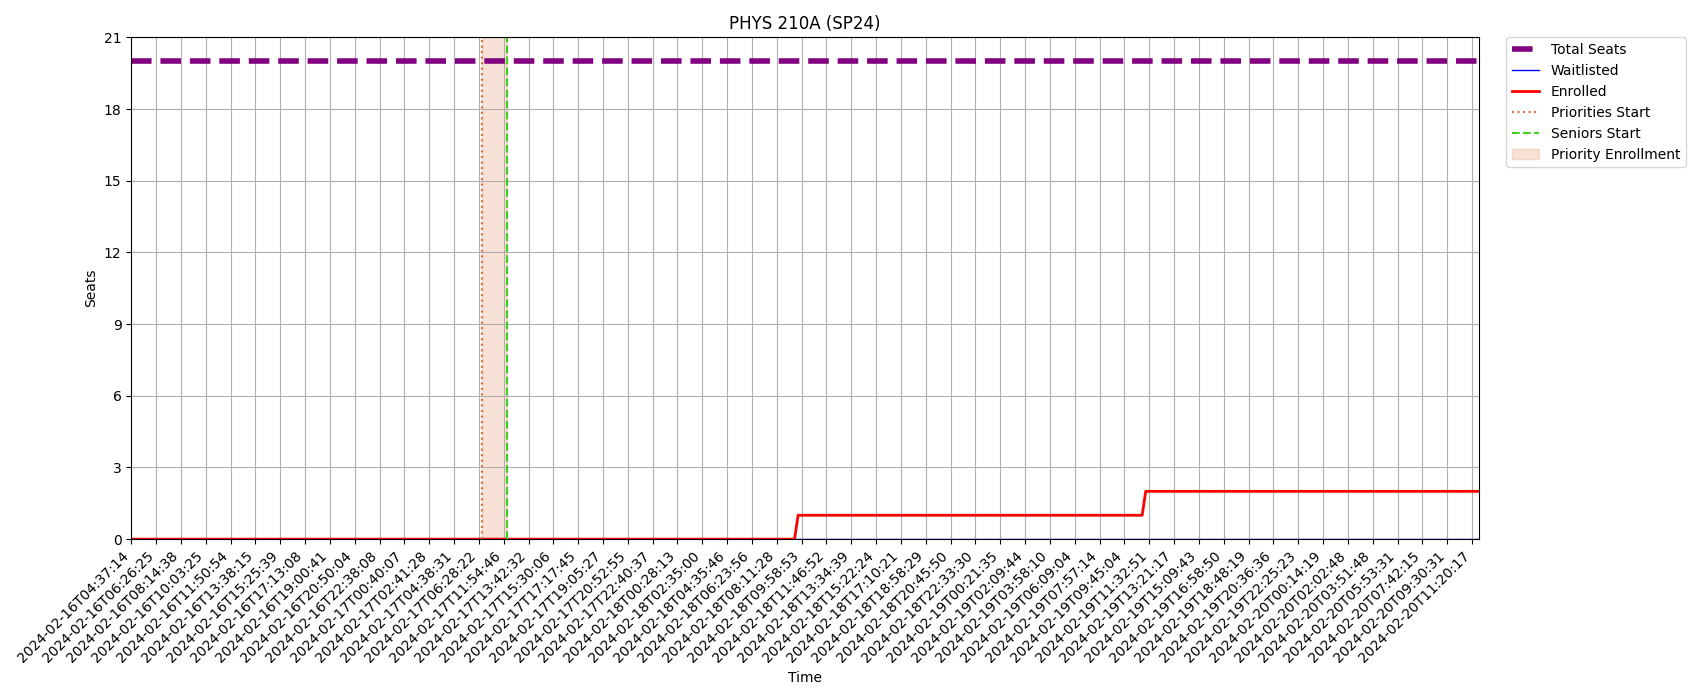 PHYS 210A (SP24)
21
18
15
12
9
6
3
0
Seats
Total Seats
Waitlisted
Enrolled
Priorities Start
Seniors Start
Priority Enrollment
2024-02-16T04:37:14
2024-02-16T06:26:25
2024-02-16T08:14:38
2024-02-16T10:03:25
2024-02-16T11:50:54
2024-02-16T13:38:15
2024-02-16T15:25:39
2024-02-16T17:13:08
2024-02-16T19:00:41
2024-02-16T20:50:04
2024-02-16T22:38:08
2024-02-17T00:40:07
2024-02-17T02:41:28
2024-02-17T04:38:31
2024-02-17T06:28:22
2024-02-17T11:54:46
2024-02-17T13:42:32
2024-02-17T15:30:06
2024-02-17T17:17:45
2024-02-17T19:05:27
2024-02-17T20:52:55
2024-02-17T22:40:37
2024-02-18T00:28:13
2024-02-18T02:35:00
2024-02-18T04:35:46
2024-02-18T06:23:56
2024-02-18T08:11:28
2024-02-18T09:58:53
2024-02-18T11:46:52
2024-02-18T13:34:39
2024-02-18T15:22:24
2024-02-18T17:10:21
2024-02-18T18:58:29
2024-02-18T20:45:50
2024-02-18T22:33:30
2024-02-19T00:21:35
2024-02-19T02:09:44
2024-02-19T03:58:10
2024-02-19T06:09:04
2024-02-19T07:57:14
2024-02-19T09:45:04
2024-02-19T11:32:51
2024-02-19T13:21:17
2024-02-19T15:09:43
2024-02-19T16:58:50
2024-02-19T18:48:19
2024-02-19T20:36:36
2024-02-19T22:25:23
2024-02-20T00:14:19
2024-02-20T02:02:48
2024-02-20T03:51:48
2024-02-20T05:53:31
2024-02-20T07:42:15
2024-02-20T09:30:31
2024-02-20T11:20:17
Time